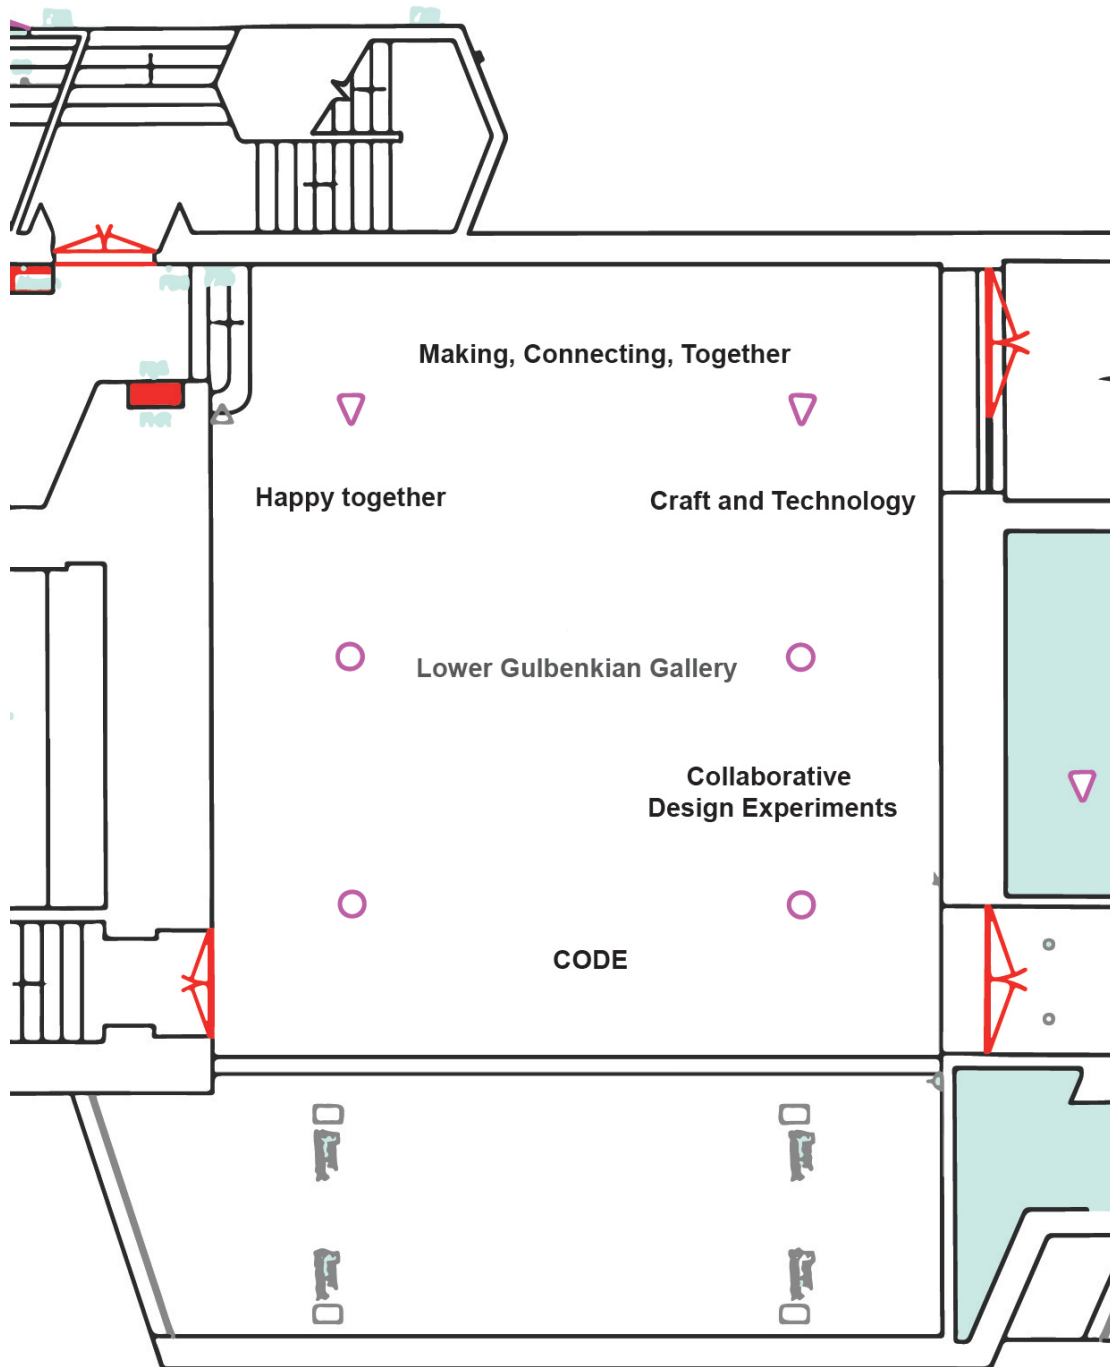 Making, Connecting, Together
Happy together
Craft and Technology
Lower Gulbenkian Gallery
Collaborative
Design Experiments
CODE